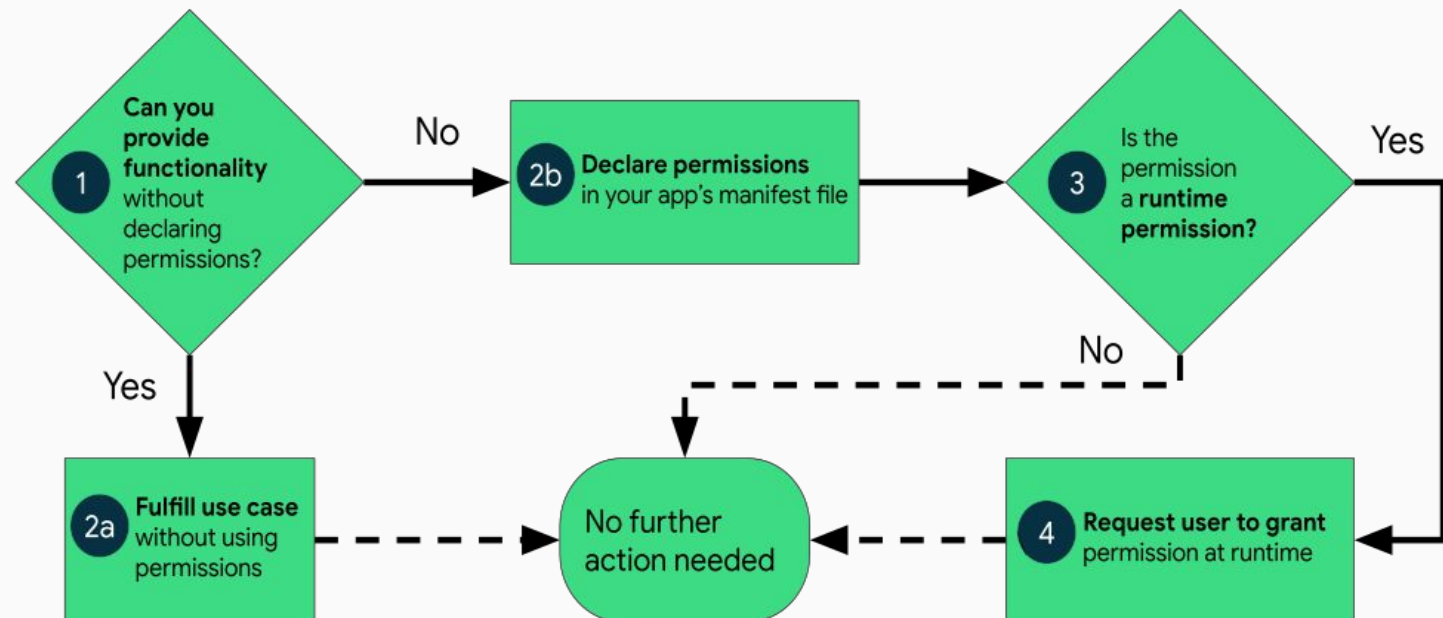 1
Can you
provide
functionality
without
declaring
permissions?
No
2b
Declare permissions
in your app's manifest file
3
Is the
permission
a runtime
permission?
Yes
No
Yes
2a
Fulfill use case
without using
permissions
No further
action needed
4
Request user to grant
permission at runtime